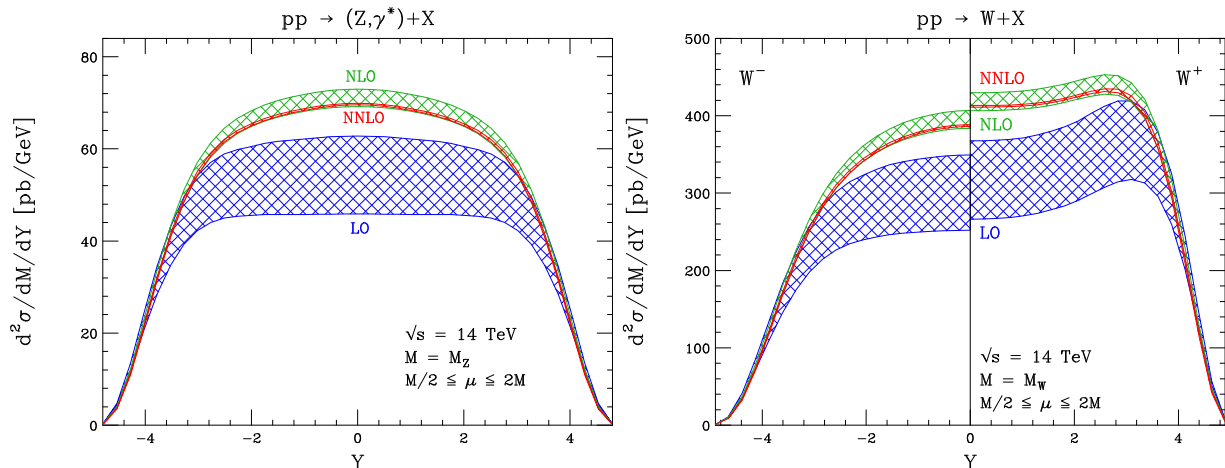 pp → (Z,γ*)+X
d²σ/dM/dY [pb/GeV]
80
60
40
20
0
NLO
NNLO
LO
√s = 14 TeV
M = M_Z
M/2 ≦ μ ≦ 2M
−4
−2
0
2
4
Y
pp → W+X
d²σ/dM/dY [pb/GeV]
500
400
300
200
100
0
W⁻
W⁺
NNLO
NLO
LO
√s = 14 TeV
M = M_W
M/2 ≦ μ ≦ 2M
−4
−2
0
2
4
Y